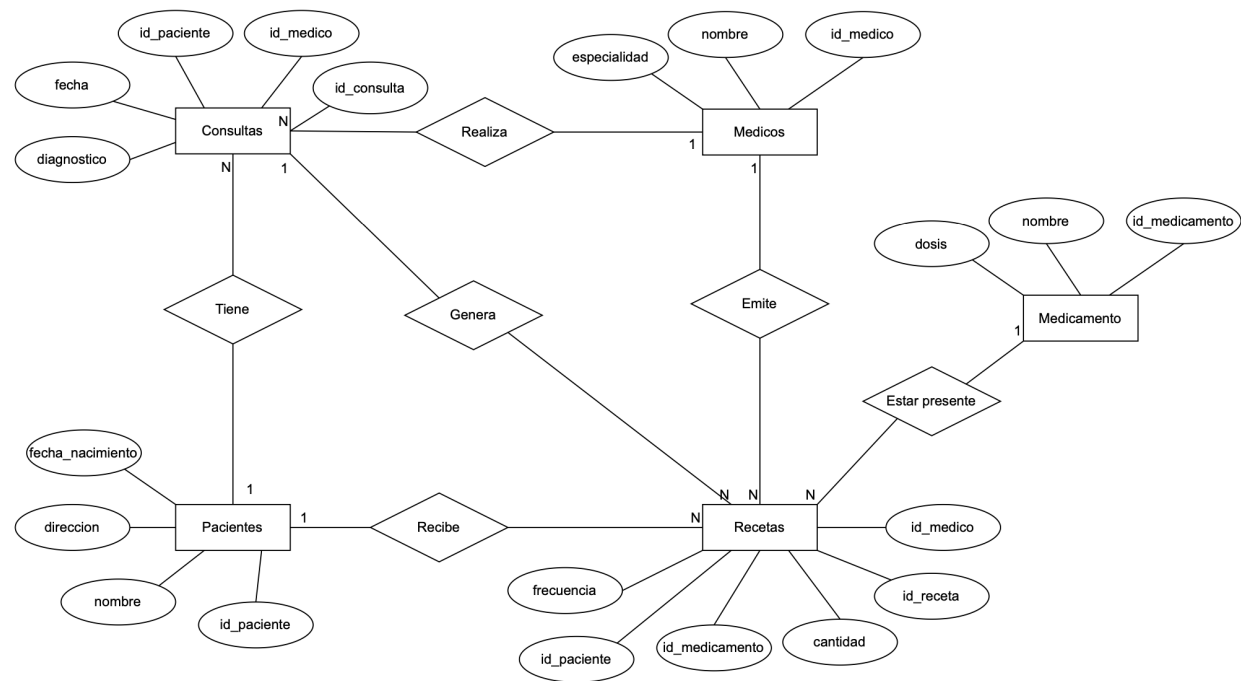 id_paciente
id_medico
nombre
id_medico
especialidad
fecha
id_consulta
Consultas
N
Realiza
Medicos
1
diagnostico
N
1
1
nombre
id_medicamento
dosis
Tiene
Genera
Emite
1
Medicamento
Estar presente
fecha_nacimiento
1
N
N
N
direccion
Pacientes
1
Recibe
N
Recetas
id_medico
frecuencia
id_receta
nombre
id_paciente
id_paciente
id_medicamento
cantidad